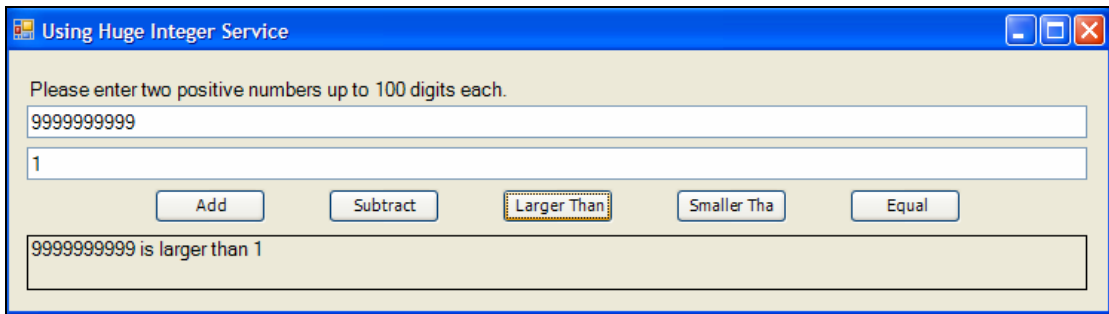 Using Huge Integer Service
Please enter two positive numbers up to 100 digits each.
9999999999
1
Add Subtract Larger Than Smaller Tha Equal
9999999999 is larger than 1